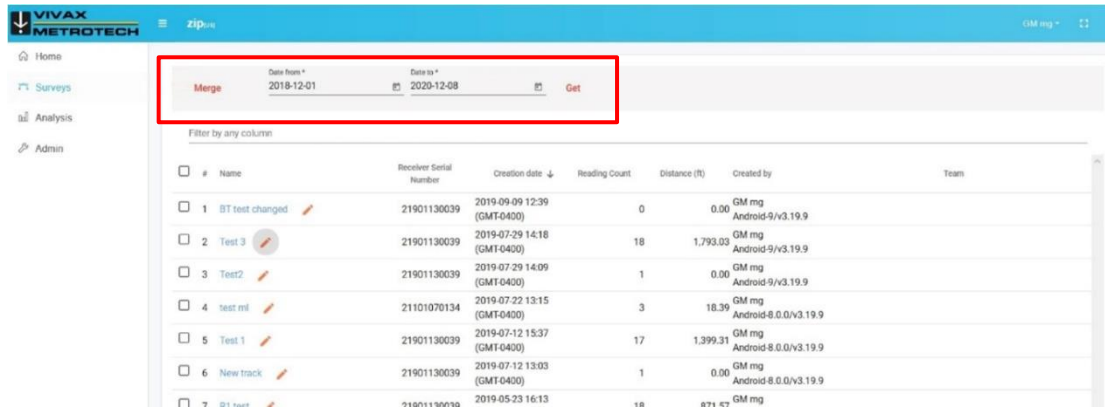 VIVAX
METROTECH
zipsrq
GM mg
Home
Surveys
Analysis
Admin
Merge
Date from *
2018-12-01
Date to *
2020-12-08
Get
Filter by any column
# Name Receiver Serial Number Creation date ↓ Reading Count Distance (ft) Created by Team
1 BT test changed 21901130039 2019-09-09 12:39 (GMT-0400) 0 0.00 GM mg Android-9/v3.19.9
2 Test 3 21901130039 2019-07-29 14:18 (GMT-0400) 18 1,793.03 GM mg Android-9/v3.19.9
3 Test2 21901130039 2019-07-29 14:09 (GMT-0400) 1 0.00 GM mg Android-9/v3.19.9
4 test ml 21101070134 2019-07-22 13:15 (GMT-0400) 3 18.39 GM mg Android-8.0.0/v3.19.9
5 Test 1 21901130039 2019-07-12 15:37 (GMT-0400) 17 1,399.31 GM mg Android-8.0.0/v3.19.9
6 New track 21901130039 2019-07-12 13:03 (GMT-0400) 1 0.00 GM mg Android-8.0.0/v3.19.9
7 B1 test 21901130039 2019-05-23 16:13 18 871.57 GM mg